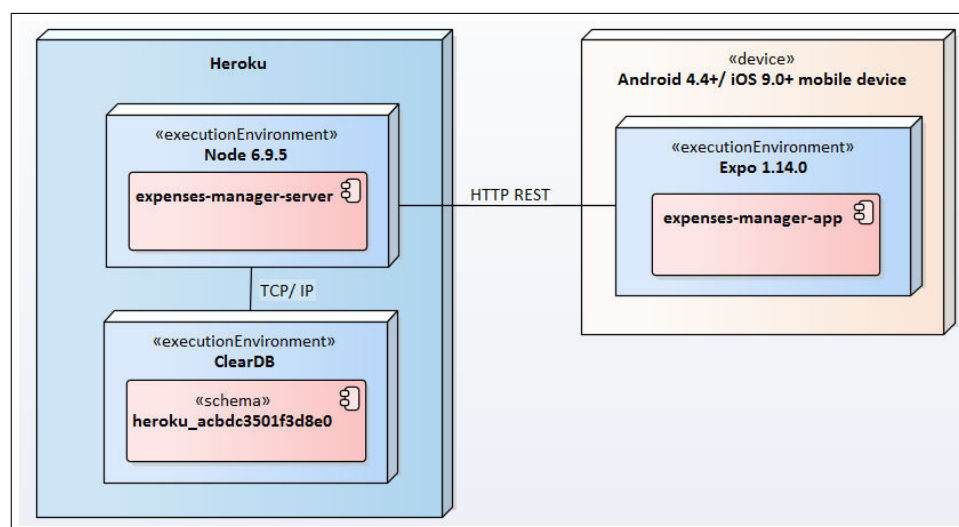 Heroku
«executionEnvironment»
Node 6.9.5
expenses-manager-server
TCP/ IP
«executionEnvironment»
ClearDB
«schema»
heroku_acbdc3501f3d8e0
HTTP REST
«device»
Android 4.4+/ iOS 9.0+ mobile device
«executionEnvironment»
Expo 1.14.0
expenses-manager-app